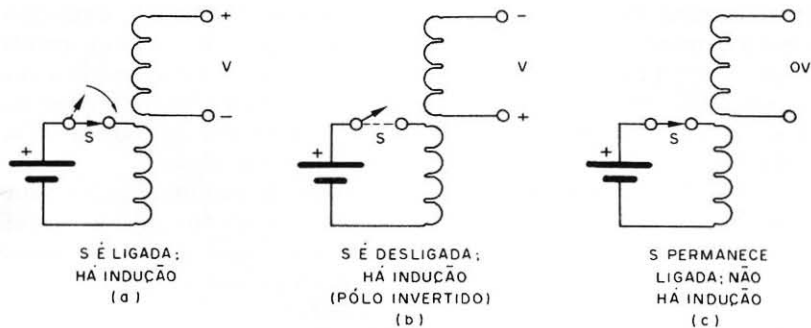 +
V
−
S
+
S É LIGADA;
HÁ INDUÇÃO
(a)
−
V
+
S
+
S É DESLIGADA;
HÁ INDUÇÃO
(PÓLO INVERTIDO)
(b)
OV
S
+
S PERMANECE
LIGADA; NÃO
HÁ INDUÇÃO
(c)